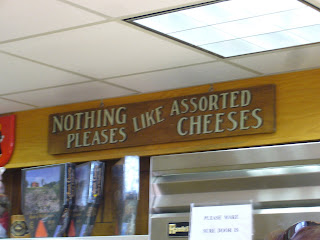 NOTHING PLEASES LIKE ASSORTED CHEESES
PLEASE MAKE
SURE DOOR IS